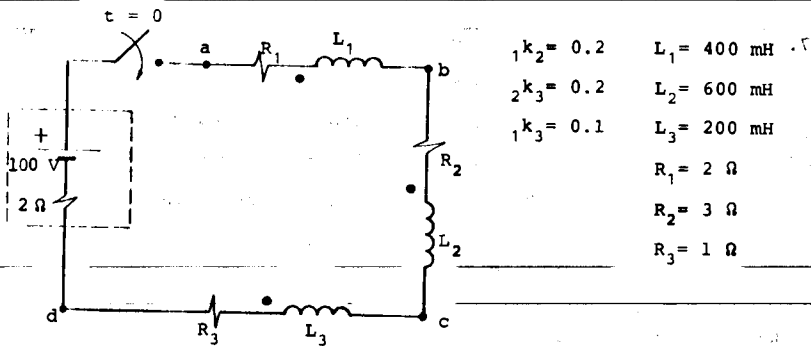 t = 0
a
R₁
L₁
b
+
100 V
2 Ω
R₂
L₂
d
R₃
L₃
c
₁k₂= 0.2 L₁= 400 mH
₂k₃= 0.2 L₂= 600 mH
₁k₃= 0.1 L₃= 200 mH
R₁= 2 Ω
R₂= 3 Ω
R₃= 1 Ω